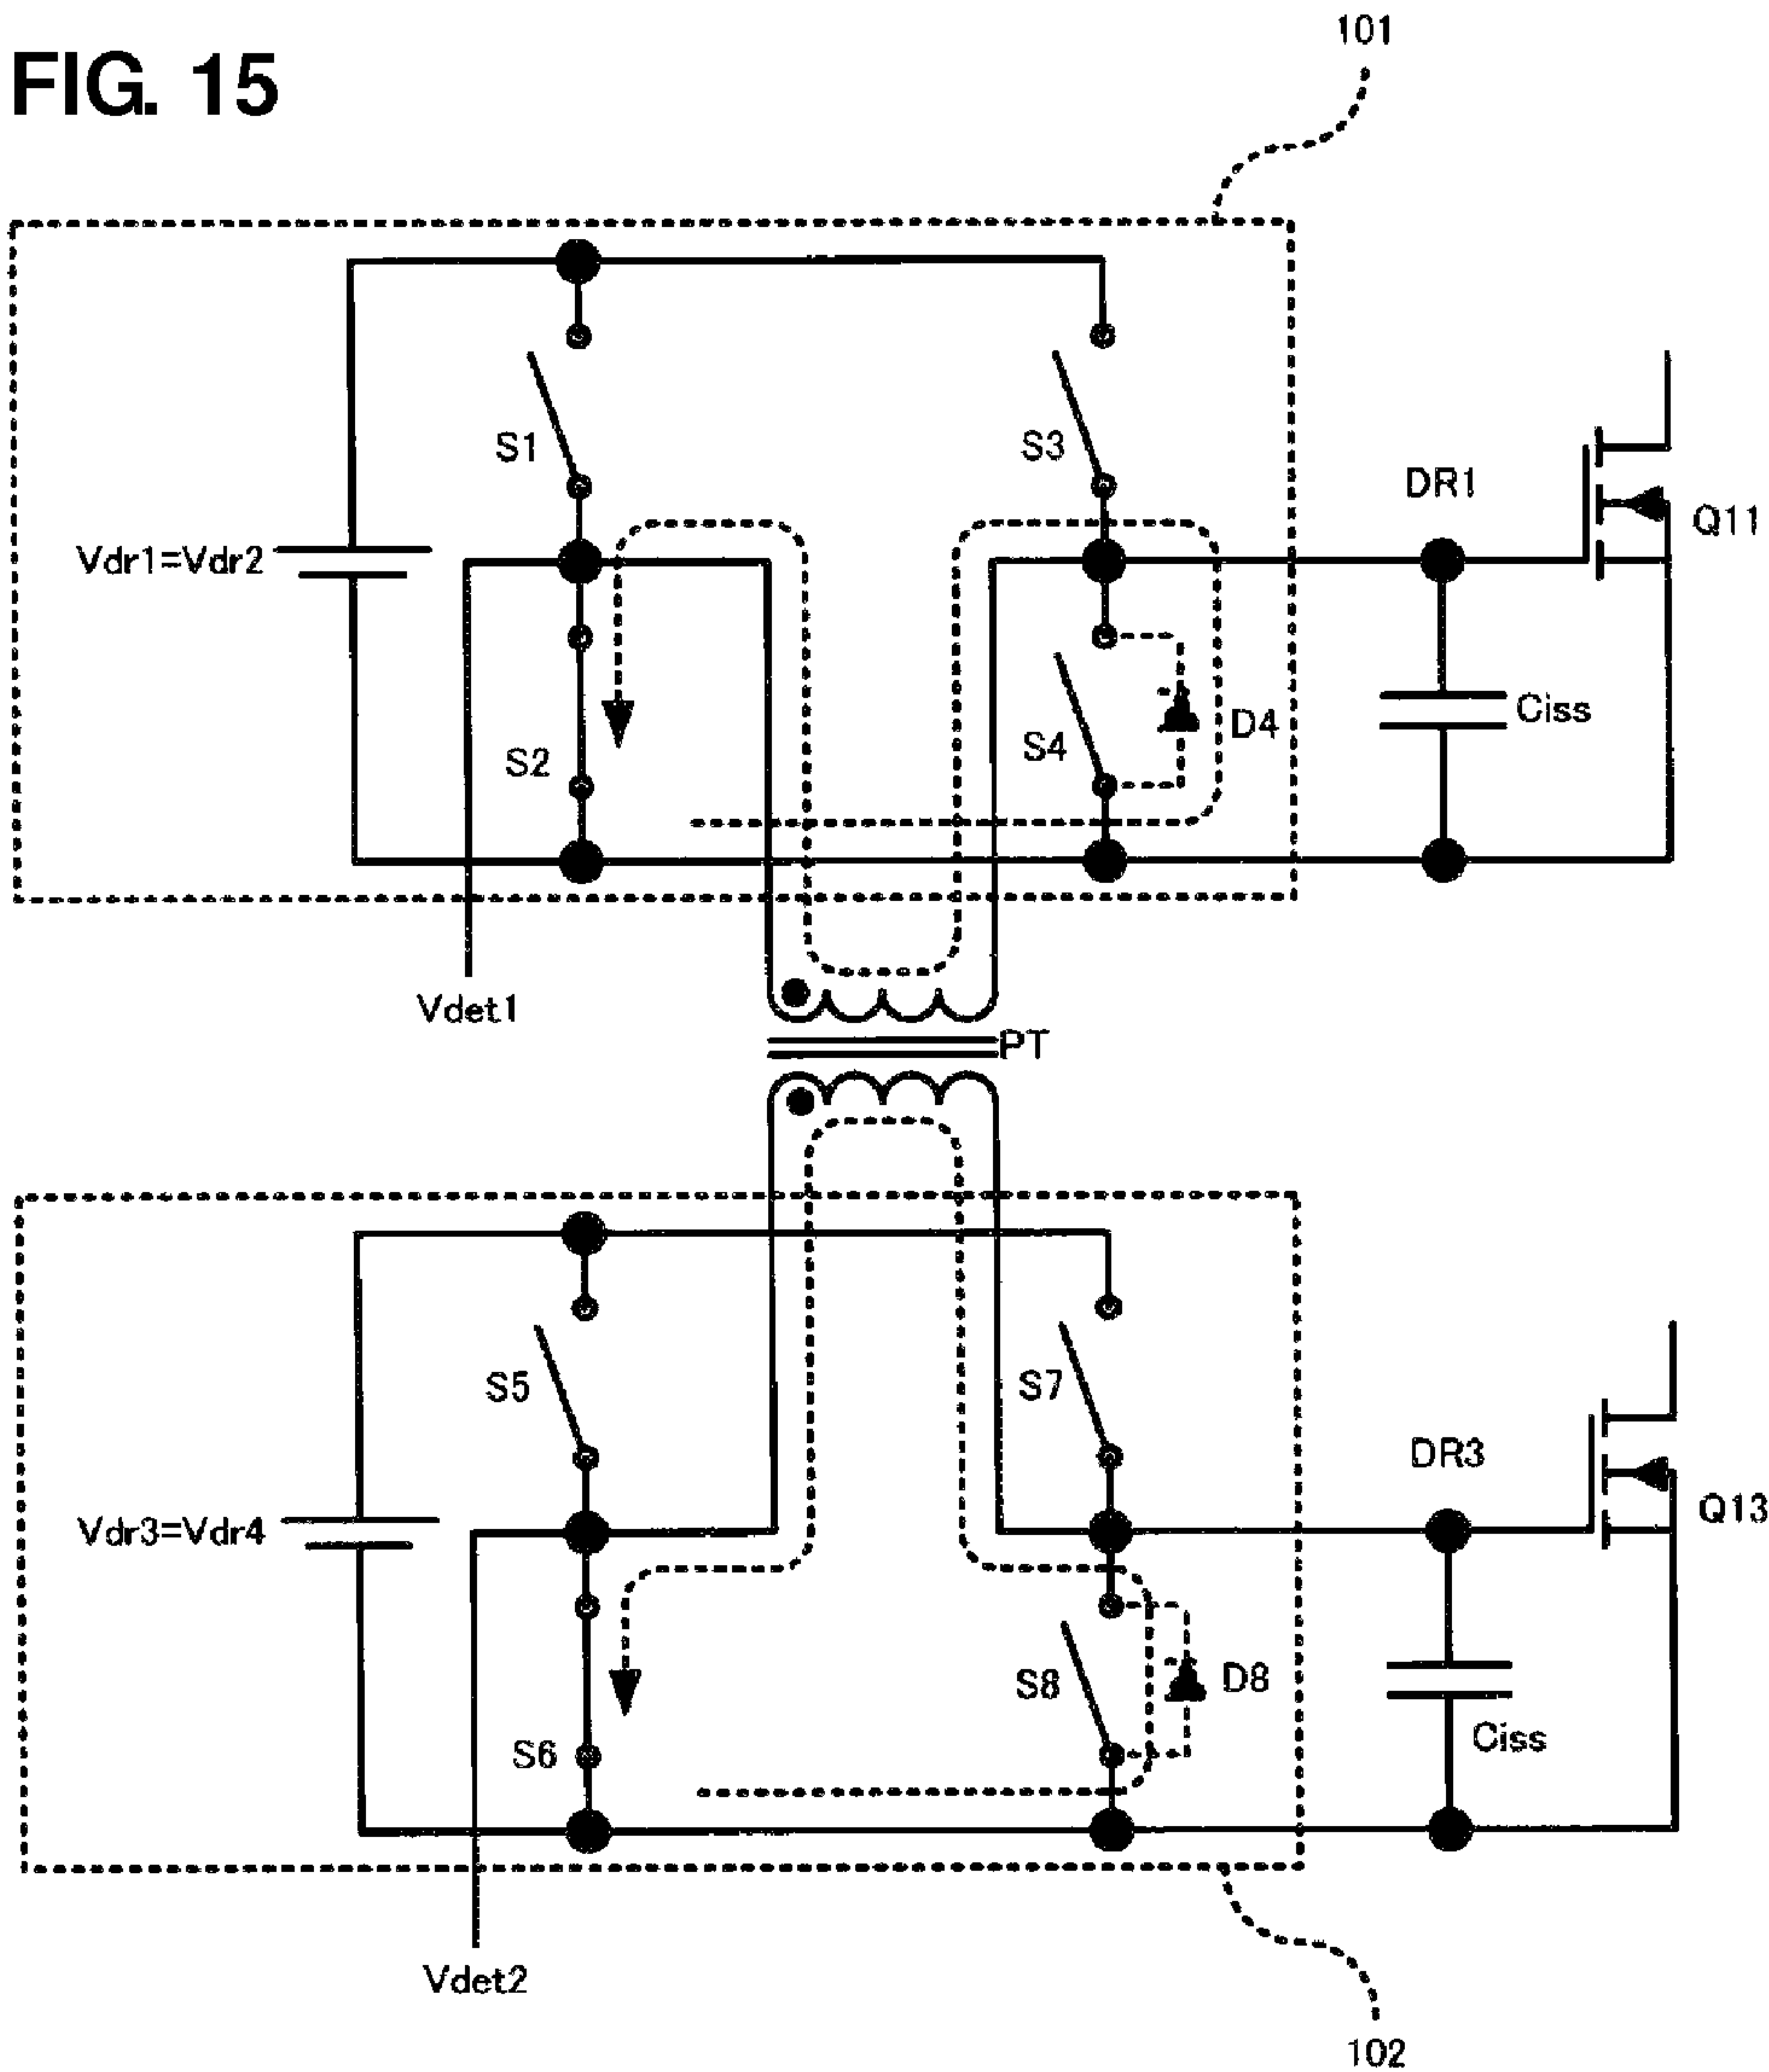 FIG. 15
101
S1
S3
DR1
Q11
Vdr1=Vdr2
Ciss
D4
S2
S4
Vdet1
PT
S5
S7
DR3
Q13
Vdr3=Vdr4
S8
D8
S6
Ciss
Vdet2
102